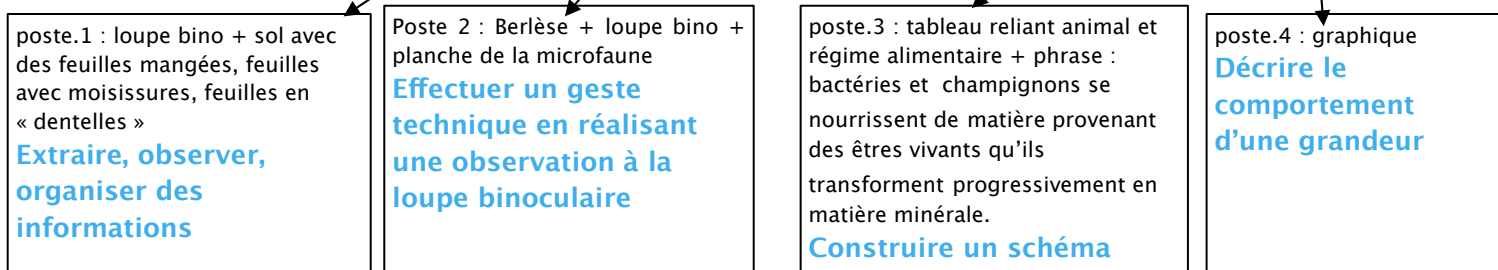 poste.1 : loupe bino + sol avec
des feuilles mangées, feuilles
avec moisissures, feuilles en
« dentelles »
Extraire, observer,
organiser des
informations
Poste 2 : Berlèse + loupe bino +
planche de la microfaune
Effectuer un geste
technique en réalisant
une observation à la
loupe binoculaire
poste.3 : tableau reliant animal et
régime alimentaire + phrase :
bactéries et champignons se
nourrissent de matière provenant
des êtres vivants qu’ils
transforment progressivement en
matière minérale.
Construire un schéma
poste.4 : graphique
Décrire le
comportement
d’une grandeur